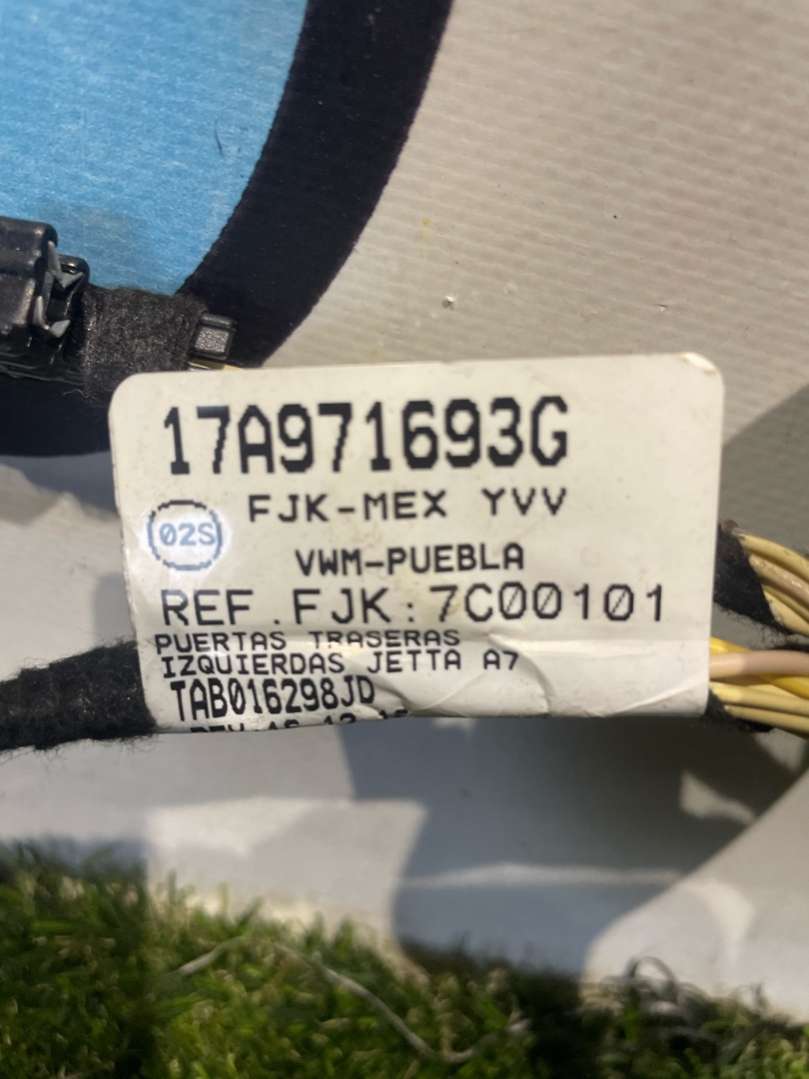 17A971693G
FJK-MEX YVV
02S
VWM-PUEBLA
REF.FJK:7C00101
PUERTAS TRASERAS
IZQUIERDAS JETTA A7
TAB016298JD